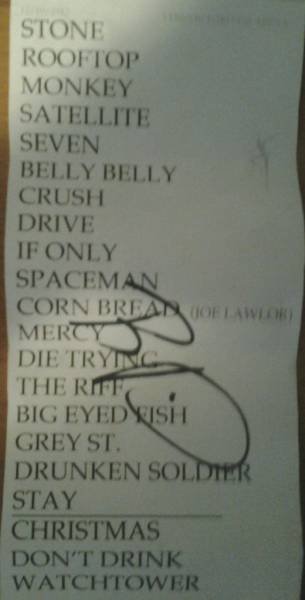 STONE
ROOFTOP
MONKEY
SATELLITE
SEVEN
BELLY BELLY
CRUSH
DRIVE
IF ONLY
SPACEMAN
CORN BREAD (JOE LAWLOR)
MERCY
DIE TRYING
THE RIFF
BIG EYED FISH
GREY ST.
DRUNKEN SOLDIER
STAY
CHRISTMAS
DON'T DRINK
WATCHTOWER